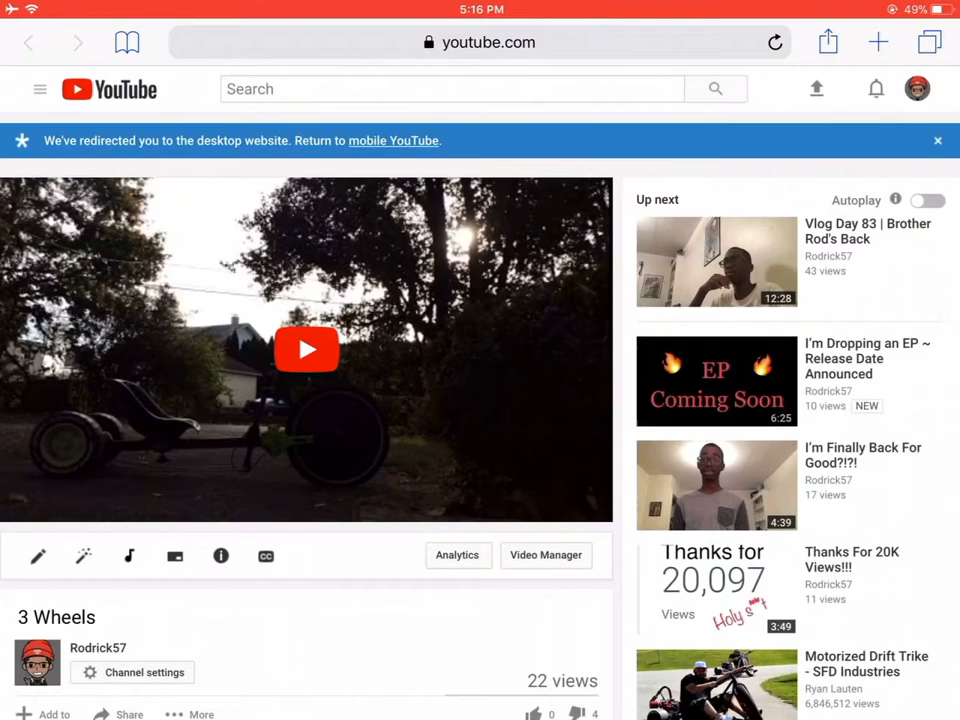 5:16 PM
49%
youtube.com
YouTube
Search
We've redirected you to the desktop website. Return to mobile YouTube.
Up next
Autoplay
Vlog Day 83 | Brother
Rod's Back
Rodrick57
43 views
12:28
EP
Coming Soon
6:25
I'm Dropping an EP ~
Release Date
Announced
Rodrick57
10 views NEW
4:39
I'm Finally Back For
Good?!?!
Rodrick57
17 views
Thanks for
20,097
Views
Holy s**t
3:49
Thanks For 20K
Views!!!
Rodrick57
11 views
Motorized Drift Trike
- SFD Industries
Ryan Lauten
6,846,512 views
CC
Analytics
Video Manager
3 Wheels
Rodrick57
Channel settings
22 views
Add to
Share
More
0
4